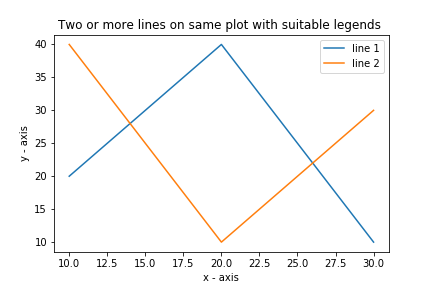 Two or more lines on same plot with suitable legends
line 1
line 2
y - axis
40
35
30
25
20
15
10
10.0 12.5 15.0 17.5 20.0 22.5 25.0 27.5 30.0
x - axis